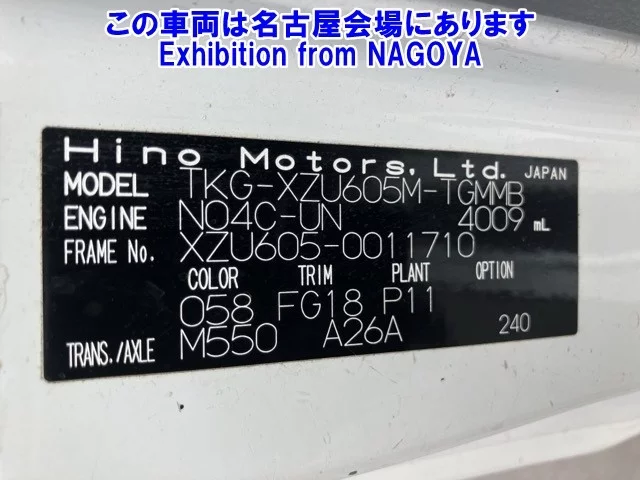 この車両は名古屋会場にあります
Exhibition from NAGOYA
Hino Motors, Ltd. JAPAN
MODEL TKG-XZU605M-TGMMB
ENGINE N04C-UN 4009 mL
FRAME No. XZU605-0011710
COLOR TRIM PLANT OPTION
058 FG18 P11
TRANS./AXLE M550 A26A 240